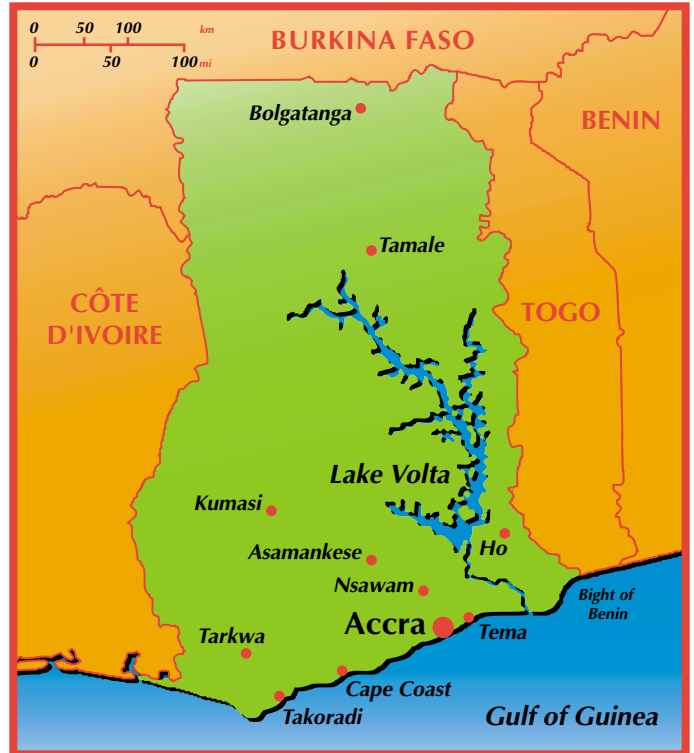 0 50 100 km
0 50 100 mi
BURKINA FASO
Bolgatanga
BENIN
Tamale
CÔTE
D'IVOIRE
TOGO
Lake Volta
Kumasi
Ho
Asamankese
Nsawam
Bight of
Benin
Accra
Tema
Tarkwa
Cape Coast
Takoradi
Gulf of Guinea